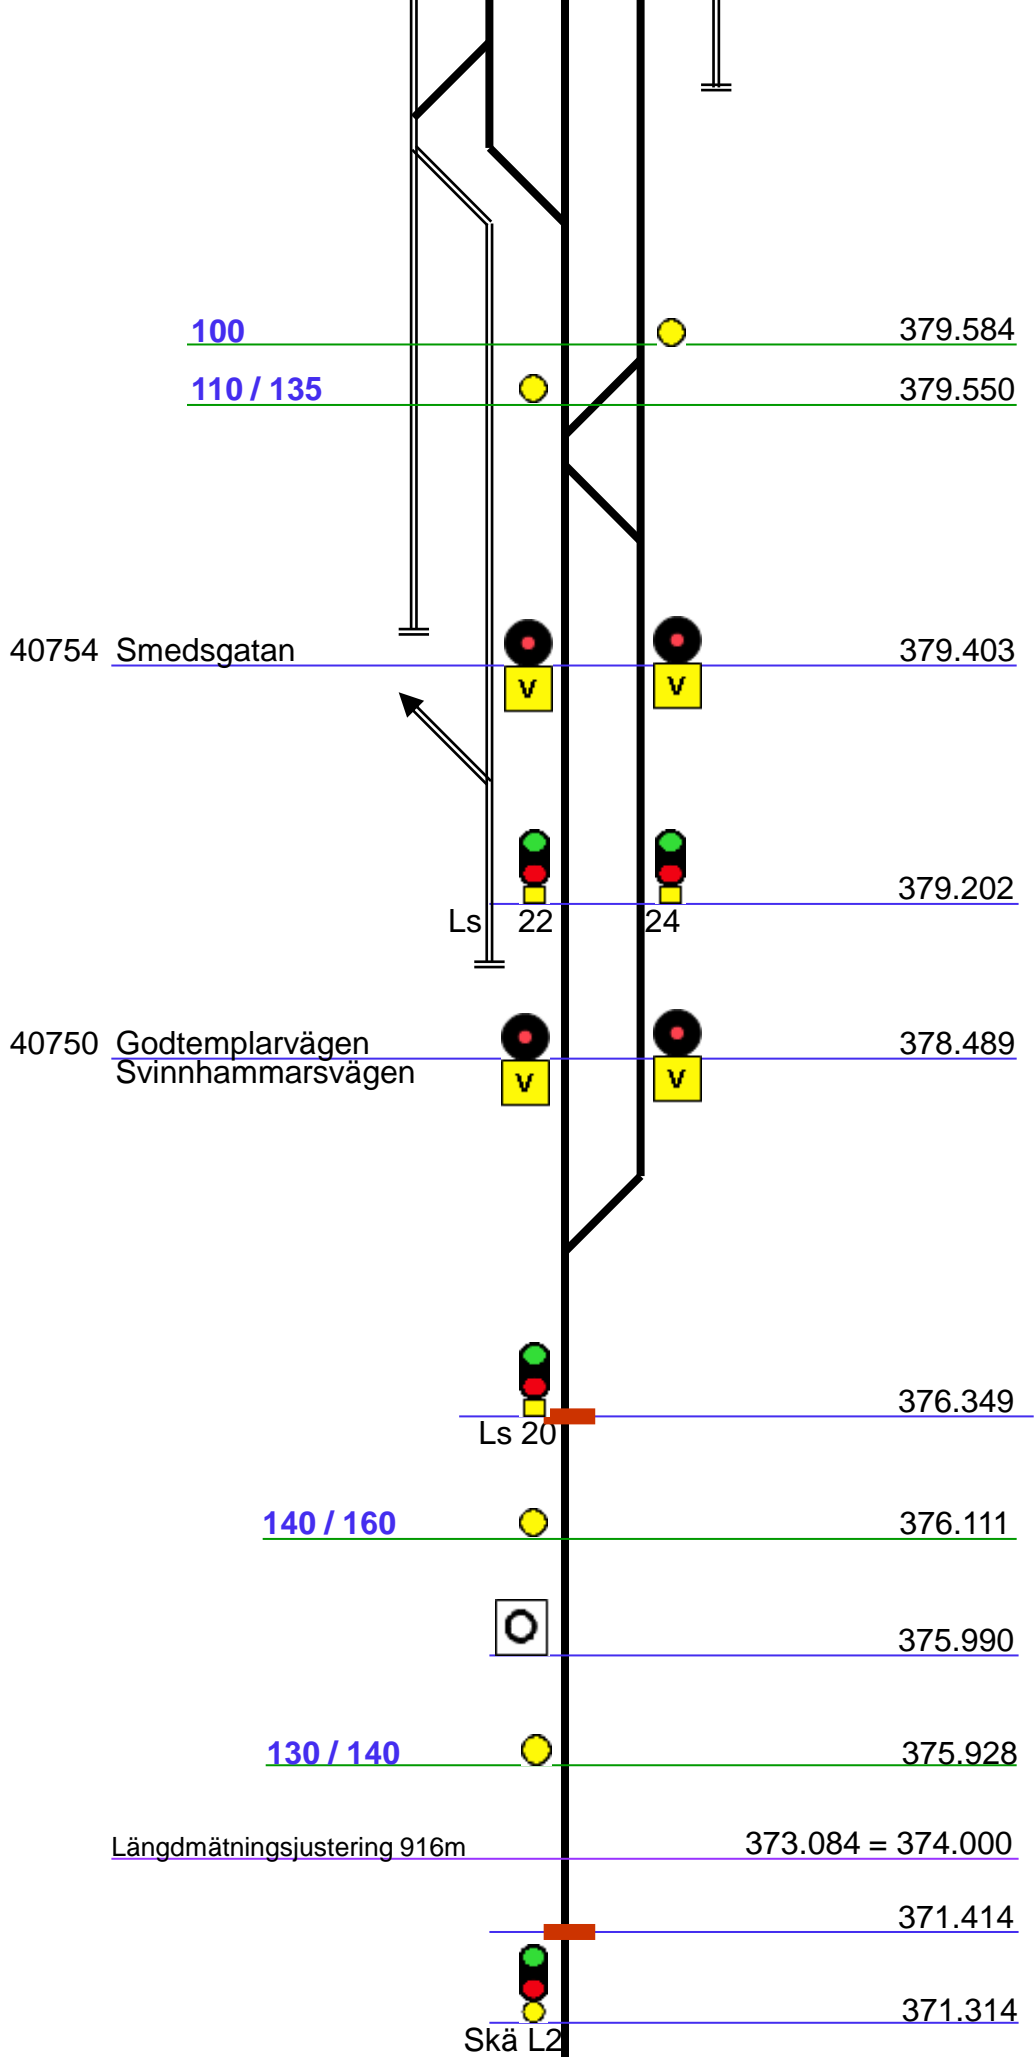 100 379.584
110 / 135 379.550
40754 Smedsgatan 379.403
V V
379.202
Ls 22 24
40750 Godtemplarvägen 378.489
Svinnhammarsvägen
V V
376.349
Ls 20
140 / 160 376.111
O 375.990
130 / 140 375.928
Längdmätningsjustering 916m 373.084 = 374.000
371.414
371.314
Skä L2